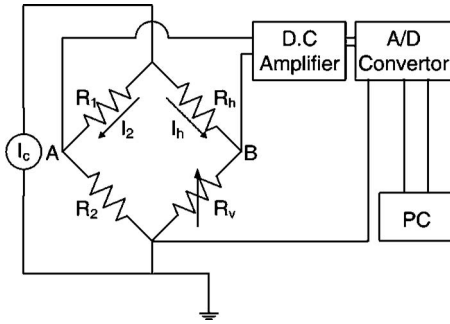 D.C
Amplifier
A/D
Convertor
R1
Rh
I2
Ih
Ic
A
B
R2
Rv
PC